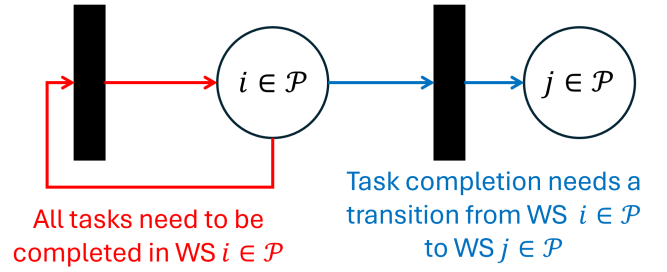 i ∈ 𝒫
j ∈ 𝒫
All tasks need to be
completed in WS i ∈ 𝒫
Task completion needs a
transition from WS i ∈ 𝒫
to WS j ∈ 𝒫